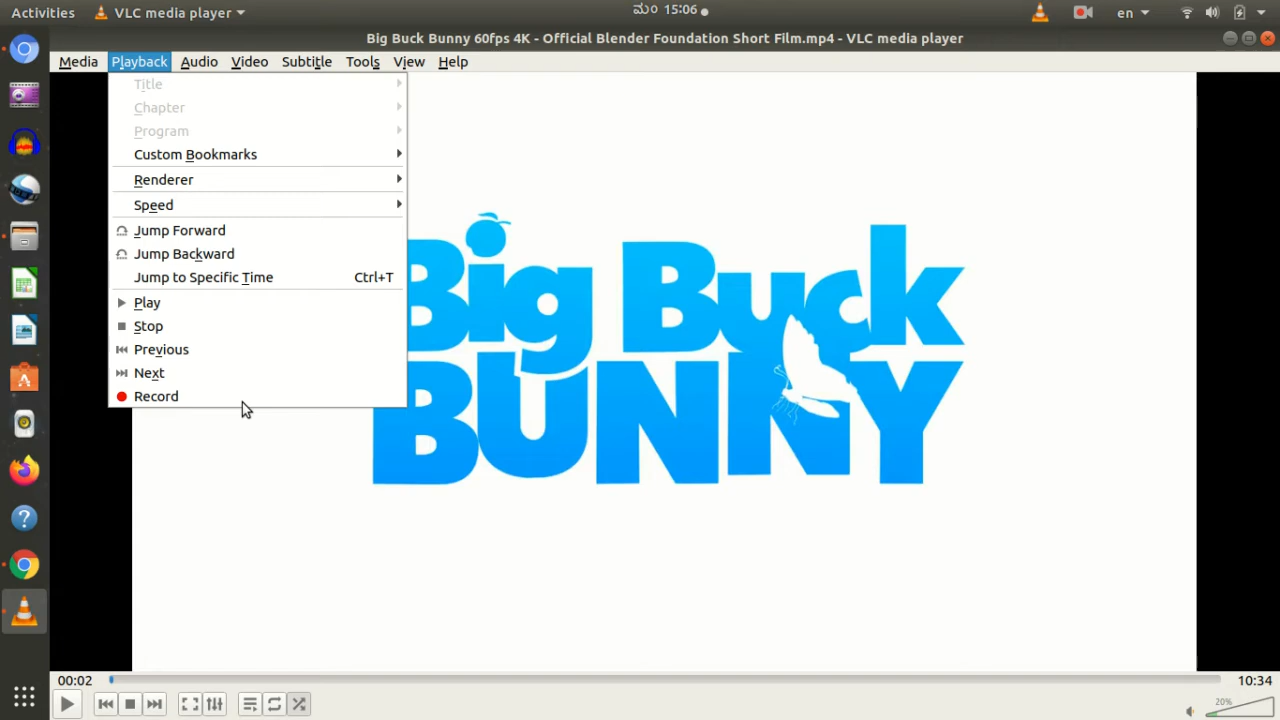 Activities
VLC media player
ಮಂಗ 15:06
en
Big Buck Bunny 60fps 4K - Official Blender Foundation Short Film.mp4 - VLC media player
Media Playback Audio Video Subtitle Tools View Help
Title
Chapter
Program
Custom Bookmarks
Renderer
Speed
Jump Forward
Jump Backward
Jump to Specific Time Ctrl+T
Play
Stop
Previous
Next
Record
Big Buck
BUNNY
00:02
10:34
20%